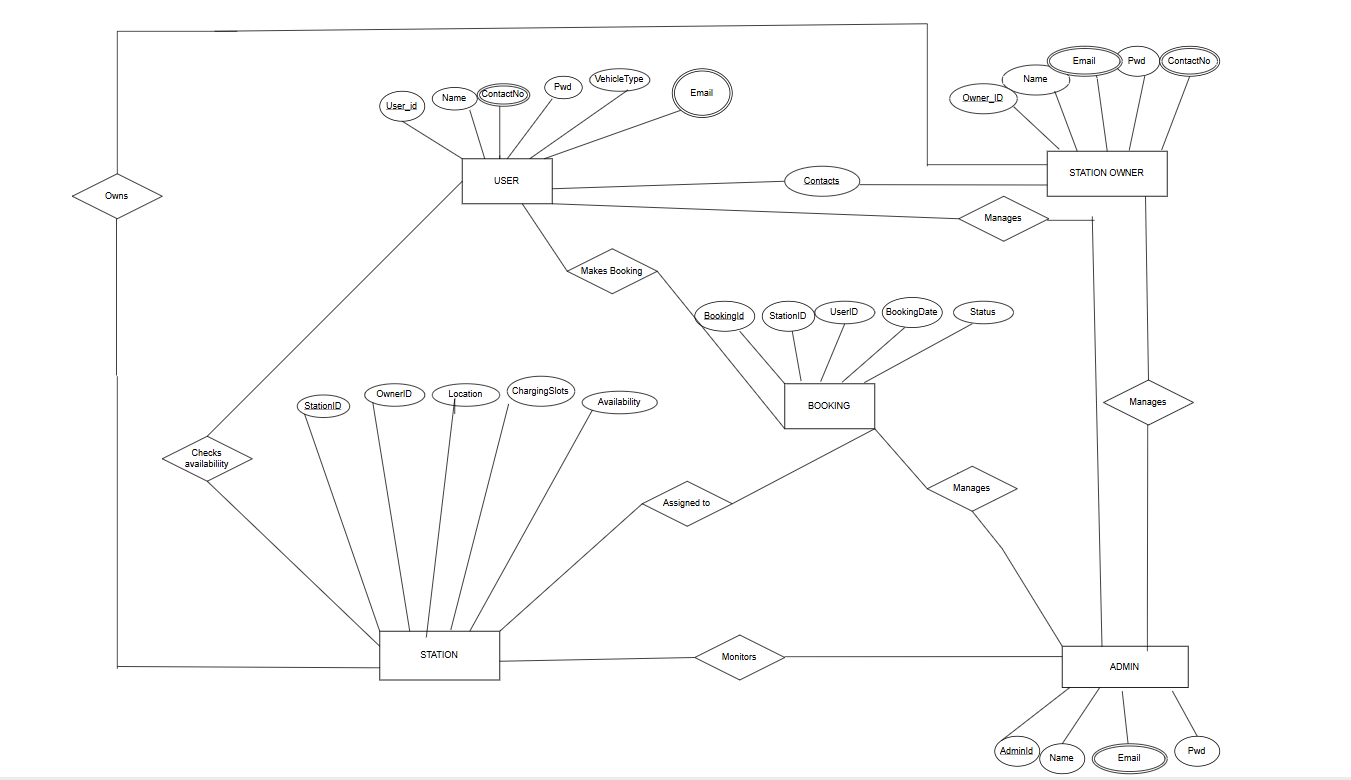 Email
Name
Pwd
ContactNo
Owner_ID
User_id
Name
ContactNo
Pwd
VehicleType
Email
USER
STATION OWNER
Contacts
Owns
Manages
Makes Booking
BookingId
StationID
UserID
BookingDate
Status
StationID
OwnerID
Location
ChargingSlots
Availability
BOOKING
Manages
Checks
availabiliity
Assigned to
Manages
STATION
Monitors
ADMIN
AdminId
Name
Email
Pwd